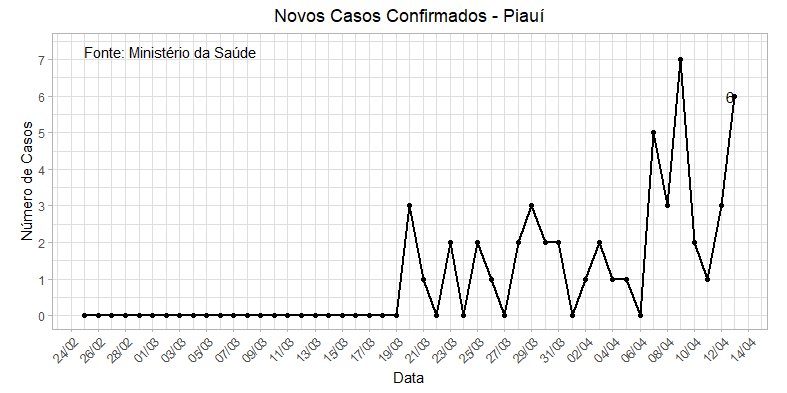 Novos Casos Confirmados - Piauí
Fonte: Ministério da Saúde
Número de Casos
7
6
5
4
3
2
1
0
6
24/02 26/02 28/02 01/03 03/03 05/03 07/03 09/03 11/03 13/03 15/03 17/03 19/03 21/03 23/03 25/03 27/03 29/03 31/03 02/04 04/04 06/04 08/04 10/04 12/04 14/04
Data